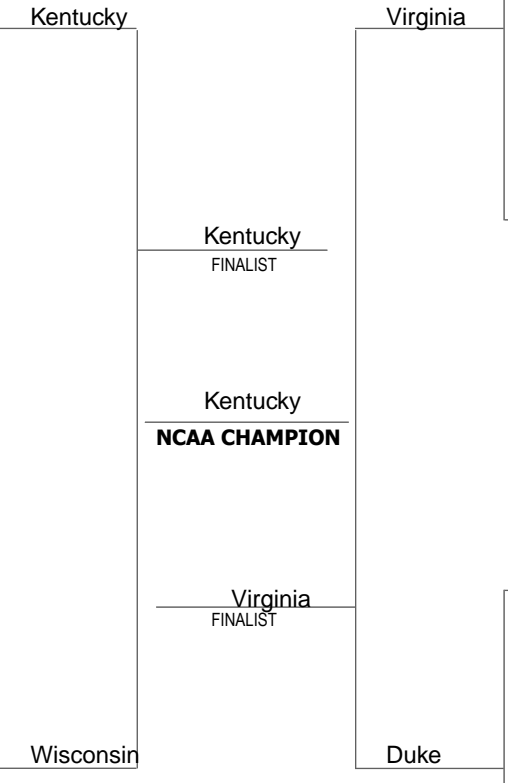 Kentucky
Virginia
Kentucky
FINALIST
Kentucky
NCAA CHAMPION
Virginia
FINALIST
Wisconsin
Duke